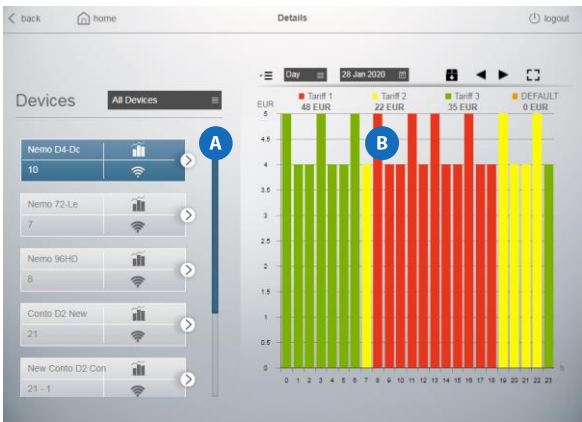 back
home
Details
logout
Day
28 Jan 2020
Devices
All Devices
EUR
Tariff 1
48 EUR
Tariff 2
22 EUR
Tariff 3
35 EUR
DEFAULT
0 EUR
A
B
Nemo D4-Dc
10
Nemo 72-Le
7
Nemo 96HD
8
Conto D2 New
21
New Conto D2 Con
21 - 1
5
4.5
4
3.5
3
2.5
2
1.5
1
0.5
0
h
0 1 2 3 4 5 6 7 8 9 10 11 12 13 14 15 16 17 18 19 20 21 22 23